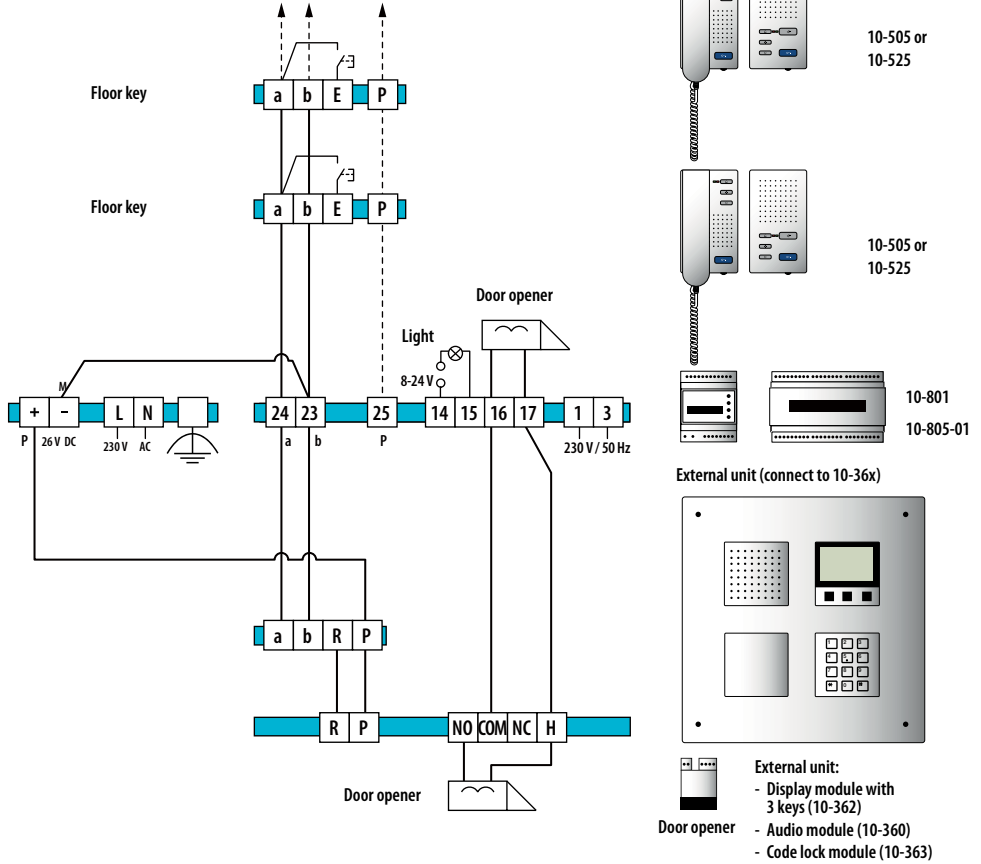 Floor key
a b E P
10-505 or
10-525
Floor key
a b E P
10-505 or
10-525
Door opener
Light
8-24 V
M
+ - L N 24 23 25 14 15 16 17 1 3
P 26 V DC 230 V AC a b P 230 V / 50 Hz
10-801
10-805-01
External unit (connect to 10-36x)
a b R P
R P NO COM NC H
Door opener
Door opener
External unit:
- Display module with
3 keys (10-362)
- Audio module (10-360)
- Code lock module (10-363)